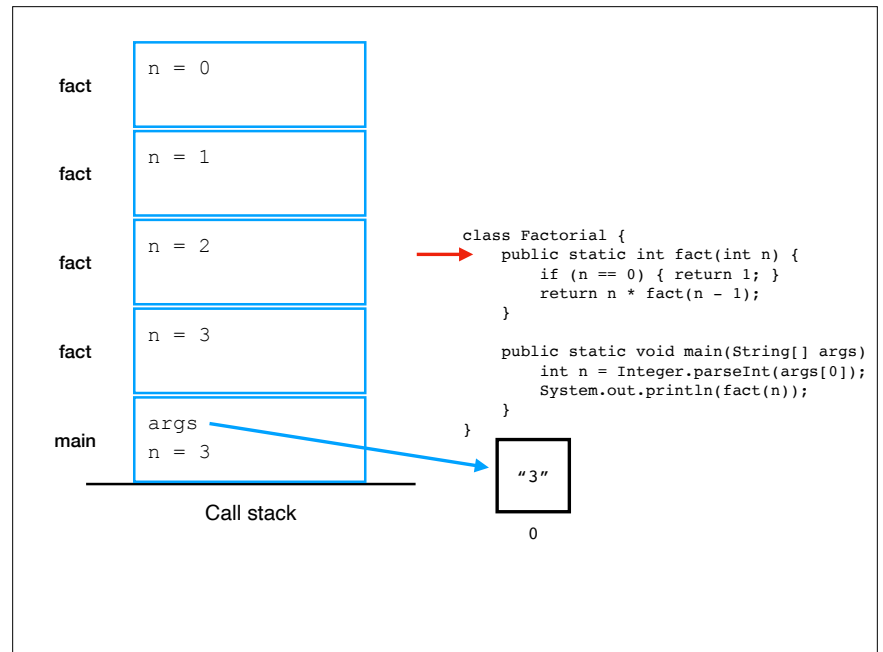 fact
n = 0
fact
n = 1
fact
n = 2
fact
n = 3
main
args
n = 3
Call stack
class Factorial {
    public static int fact(int n) {
        if (n == 0) { return 1; }
        return n * fact(n - 1);
    }
    public static void main(String[] args)
        int n = Integer.parseInt(args[0]);
        System.out.println(fact(n));
    }
}
“3”
0